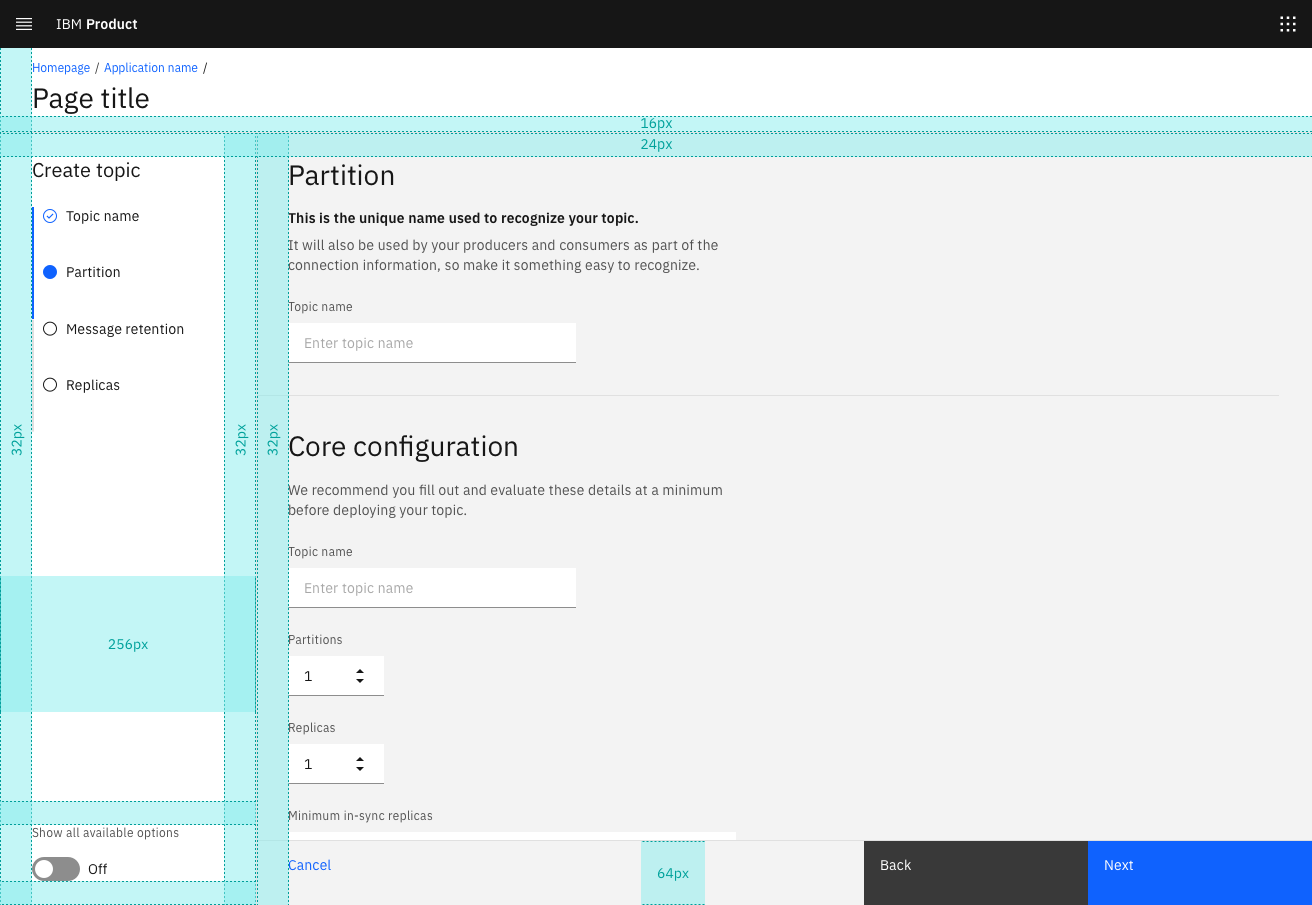 IBM Product
Homepage / Application name /
Page title
16px
24px
Create topic
Topic name
Partition
Message retention
Replicas
32px
32px
32px
256px
Show all available options
Off
Partition
This is the unique name used to recognize your topic.
It will also be used by your producers and consumers as part of the
connection information, so make it something easy to recognize.
Topic name
Enter topic name
Core configuration
We recommend you fill out and evaluate these details at a minimum
before deploying your topic.
Topic name
Enter topic name
Partitions
1
Replicas
1
Minimum in-sync replicas
Cancel
64px
Back
Next